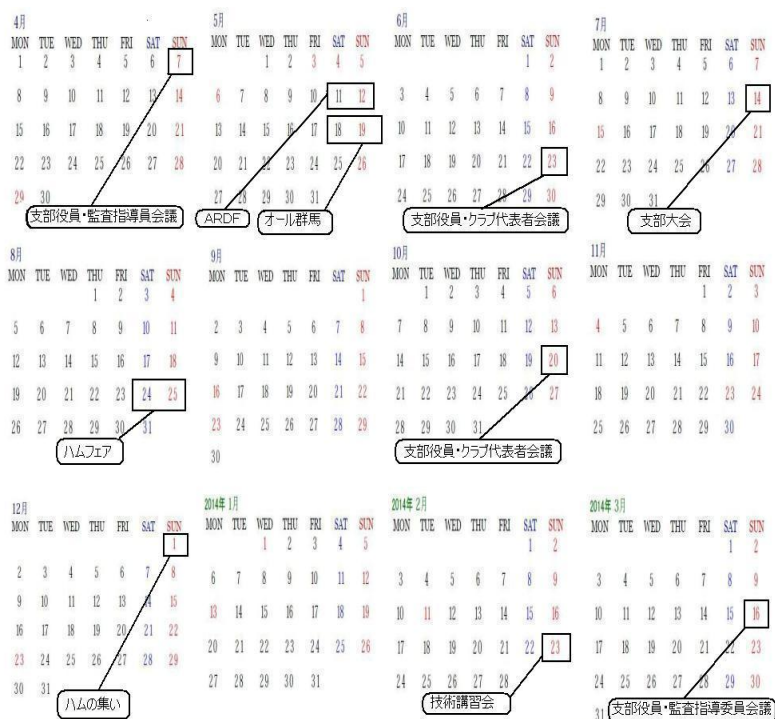 4月
MON TUE WED THU FRI SAT SUN
1 2 3 4 5 6 7
8 9 10 11 12 13 14
15 16 17 18 19 20 21
22 23 24 25 26 27 28
29 30
支部役員・監査指導員会議
5月
MON TUE WED THU FRI SAT SUN
1 2 3 4 5
6 7 8 9 10 11 12
13 14 15 16 17 18 19
20 21 22 23 24 25 26
27 28 29 30 31
ARDF
オール群馬
6月
MON TUE WED THU FRI SAT SUN
1 2
3 4 5 6 7 8 9
10 11 12 13 14 15 16
17 18 19 20 21 22 23
24 25 26 27 28 29 30
支部役員・クラブ代表者会議
7月
MON TUE WED THU FRI SAT SUN
1 2 3 4 5 6 7
8 9 10 11 12 13 14
15 16 17 18 19 20 21
22 23 24 25 26 27 28
29 30 31
支部大会
8月
MON TUE WED THU FRI SAT SUN
1 2 3 4
5 6 7 8 9 10 11
12 13 14 15 16 17 18
19 20 21 22 23 24 25
26 27 28 29 30 31
ハムフェア
9月
MON TUE WED THU FRI SAT SUN
1
2 3 4 5 6 7 8
9 10 11 12 13 14 15
16 17 18 19 20 21 22
23 24 25 26 27 28 29
30
10月
MON TUE WED THU FRI SAT SUN
1 2 3 4 5 6
7 8 9 10 11 12 13
14 15 16 17 18 19 20
21 22 23 24 25 26 27
28 29 30 31
支部役員・クラブ代表者会議
11月
MON TUE WED THU FRI SAT SUN
1 2 3
4 5 6 7 8 9 10
11 12 13 14 15 16 17
18 19 20 21 22 23 24
25 26 27 28 29 30
12月
MON TUE WED THU FRI SAT SUN
1
2 3 4 5 6 7 8
9 10 11 12 13 14 15
16 17 18 19 20 21 22
23 24 25 26 27 28 29
30 31
ハムの集い
2014年 1月
MON TUE WED THU FRI SAT SUN
1 2 3 4 5
6 7 8 9 10 11 12
13 14 15 16 17 18 19
20 21 22 23 24 25 26
27 28 29 30 31
2014年 2月
MON TUE WED THU FRI SAT SUN
1 2
3 4 5 6 7 8 9
10 11 12 13 14 15 16
17 18 19 20 21 22 23
24 25 26 27 28
技術講習会
2014年 3月
MON TUE WED THU FRI SAT SUN
1 2
3 4 5 6 7 8 9
10 11 12 13 14 15 16
17 18 19 20 21 22 23
24 25 26 27 28 29 30
31
支部役員・監査指導委員会議